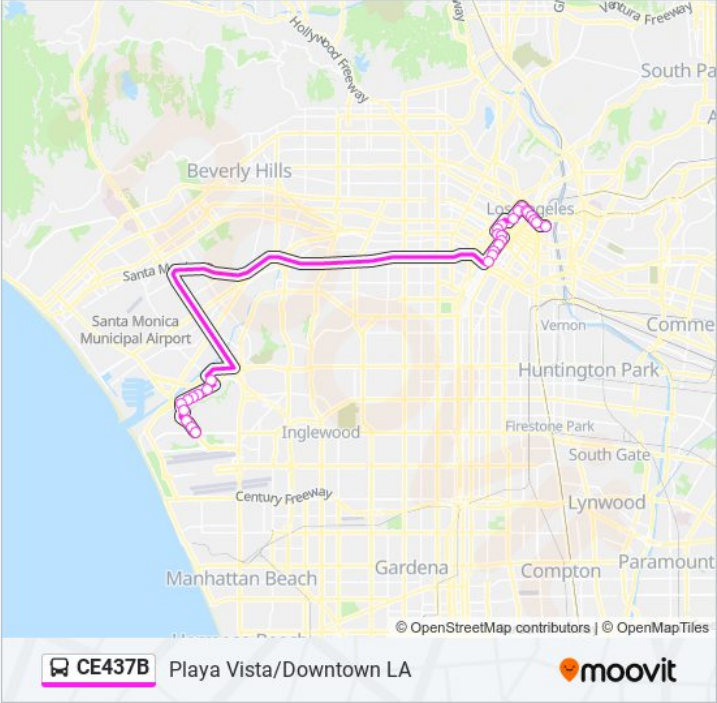 Ventura Freeway
Hollywood Freeway
way
South Pa
Beverly Hills
Los Angeles
Santa M
Santa Monica
Municipal Airport
Vernon
Comme
Huntington Park
Inglewood
Firestone Park
South Gate
Century Freeway
Lynwood
Manhattan Beach
Gardena
Compton
Paramount
© OpenStreetMap contributors | © OpenMapTiles
CE437B
Playa Vista/Downtown LA
moovit